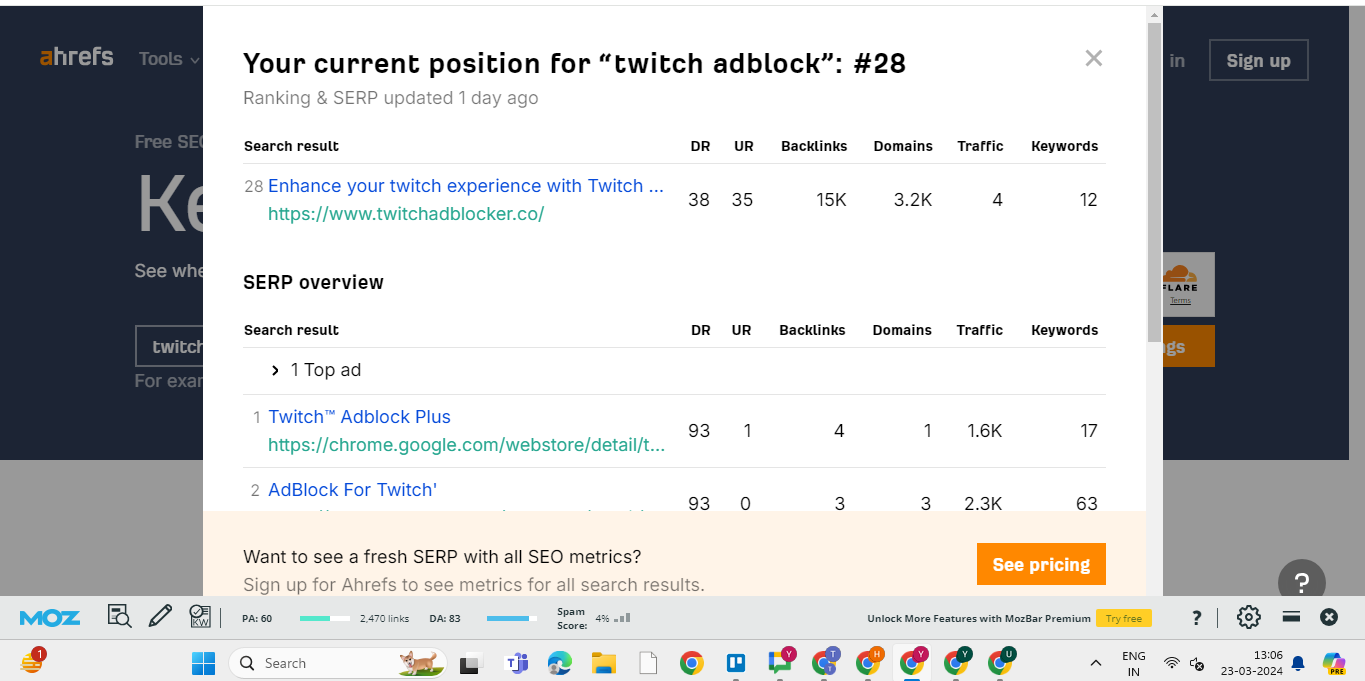 ahrefs
Tools
in
Sign up
Free SEO
Ke
See whe
twitch
For exam
FLARE
Terms
gs
Your current position for “twitch adblock”: #28
Ranking & SERP updated 1 day ago
Search result DR UR Backlinks Domains Traffic Keywords
28 Enhance your twitch experience with Twitch ... 38 35 15K 3.2K 4 12
https://www.twitchadblocker.co/
SERP overview
Search result DR UR Backlinks Domains Traffic Keywords
1 Top ad
1 Twitch™ Adblock Plus 93 1 4 1 1.6K 17
https://chrome.google.com/webstore/detail/t...
2 AdBlock For Twitch' 93 0 3 3 2.3K 63
Want to see a fresh SERP with all SEO metrics?
Sign up for Ahrefs to see metrics for all search results.
See pricing
?
MOZ KW PA: 60 2,470 links DA: 83 Spam Score: 4% Unlock More Features with MozBar Premium Try free ?
1 Search T Y T T H Y Y U ENG IN 13:06 23-03-2024 PRE